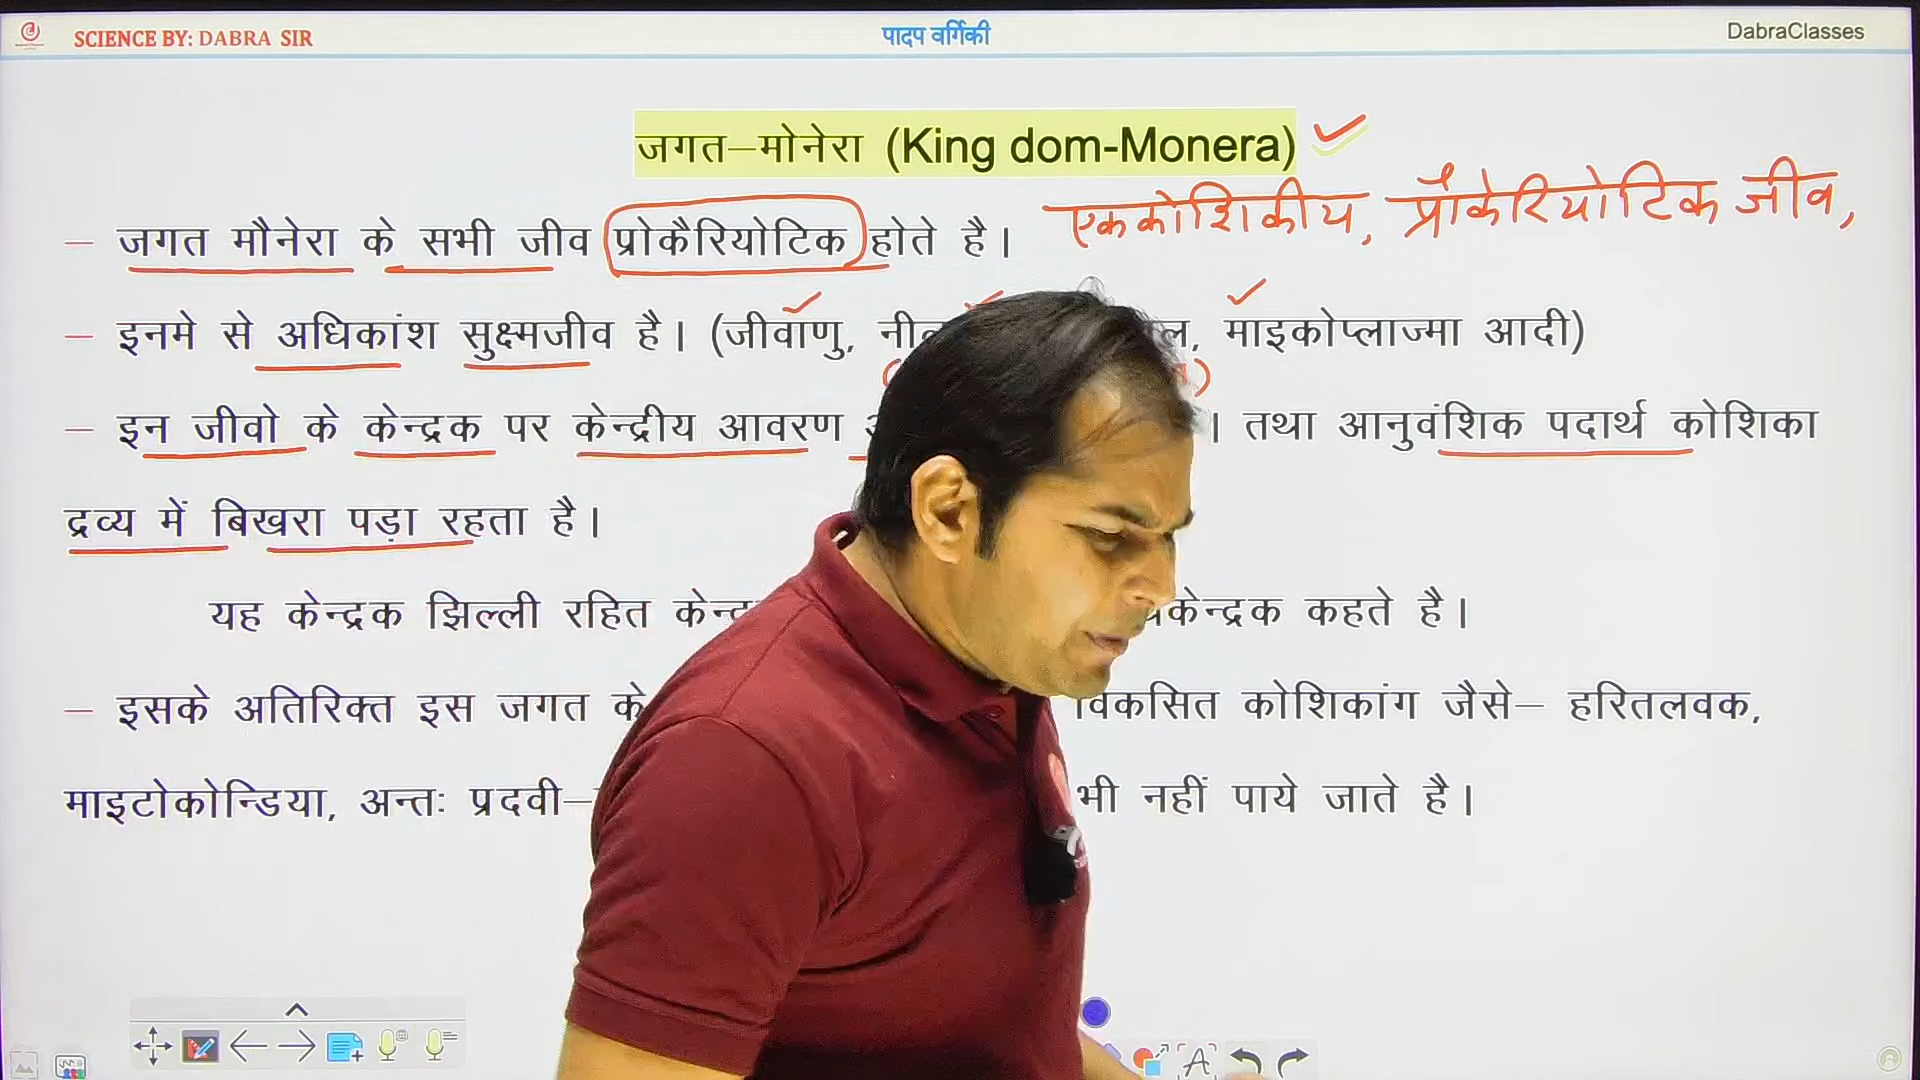 SCIENCE BY: DABRA SIR
पादप वर्गिकी
DabraClasses
जगत–मोनेरा (King dom-Monera)
एककोशिकीय, प्रौकेरियोटिक जीव,
– जगत मौनेरा के सभी जीव प्रोकैरियोटिक होते है।
– इनमे से अधिकांश सुक्ष्मजीव है। (जीवाणु, माइकोप्लाज्मा आदी)
– इन जीवो के केन्द्रक पर केन्द्रीय आवरण । तथा आनुवंशिक पदार्थ कोशिका
द्रव्य में बिखरा पड़ा रहता है।
यह केन्द्रक झिल्ली रहित कहते है।
– इसके अतिरिक्त इस जगत के विकसित कोशिकांग जैसे– हरितलवक,
माइटोकोन्डिया, अन्तः प्रदवी– भी नहीं पाये जाते है।